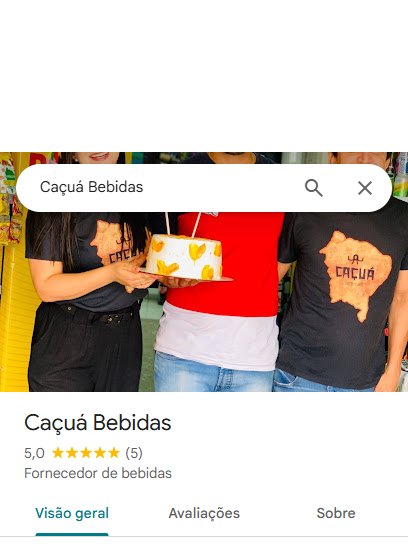 Caçuá Bebidas
CAÇUÁ
CAÇUÁ
Caçuá Bebidas
5,0 (5)
Fornecedor de bebidas
Visão geral Avaliações Sobre